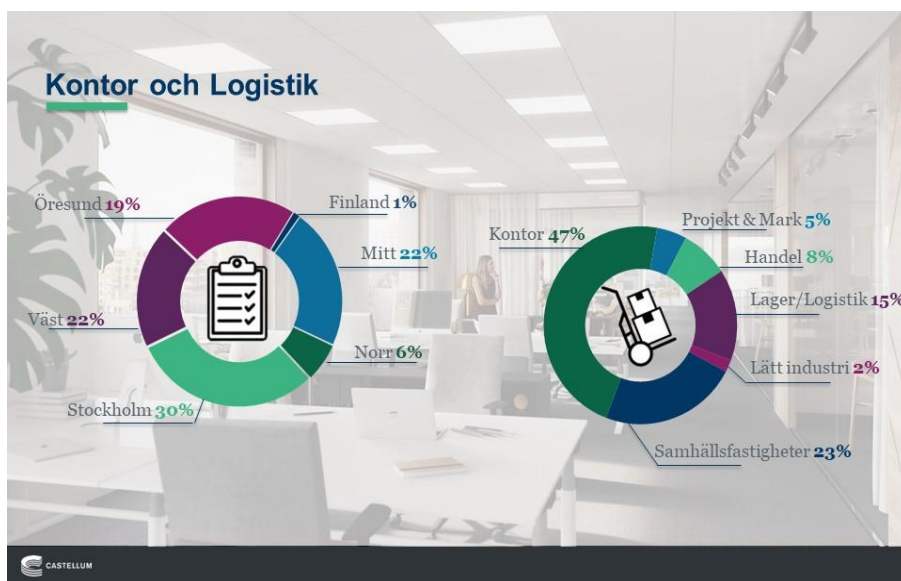 Kontor och Logistik
Öresund 19%
Finland 1%
Mitt 22%
Väst 22%
Norr 6%
Stockholm 30%
Kontor 47%
Projekt & Mark 5%
Handel 8%
Lager/Logistik 15%
Lätt industri 2%
Samhällsfastigheter 23%
CASTELLUM